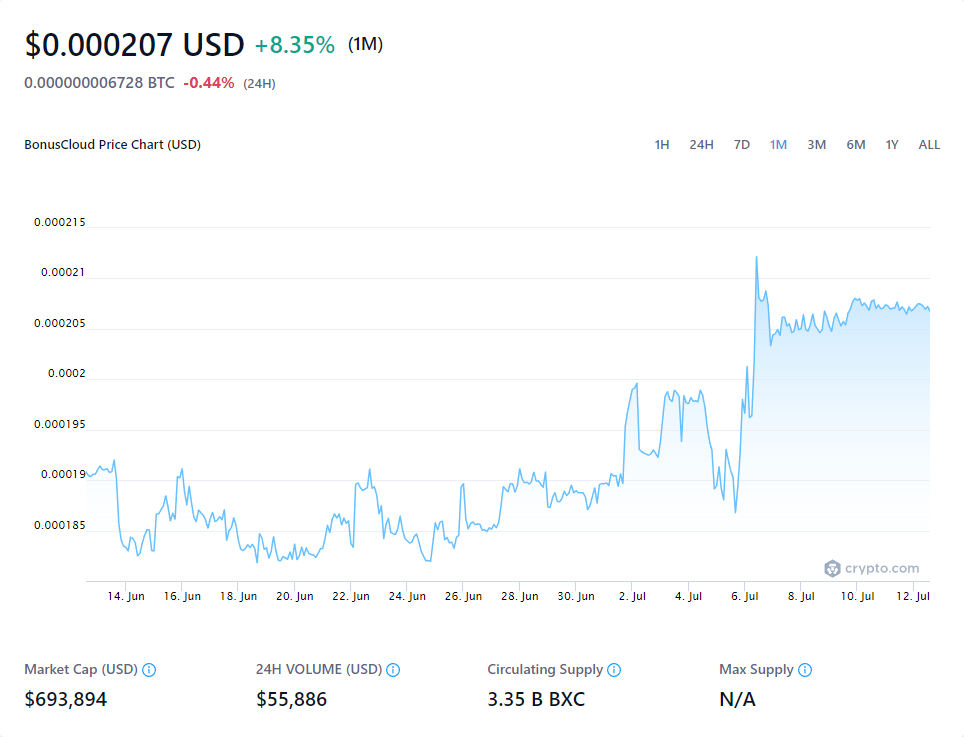 $0.000207 USD +8.35% (1M)
0.000000006728 BTC -0.44% (24H)
BonusCloud Price Chart (USD) 1H 24H 7D 1M 3M 6M 1Y ALL
0.000215
0.00021
0.000205
0.0002
0.000195
0.00019
0.000185
crypto.com
14. Jun 16. Jun 18. Jun 20. Jun 22. Jun 24. Jun 26. Jun 28. Jun 30. Jun 2. Jul 4. Jul 6. Jul 8. Jul 10. Jul 12. Jul
Market Cap (USD) 24H VOLUME (USD) Circulating Supply Max Supply
$693,894 $55,886 3.35 B BXC N/A